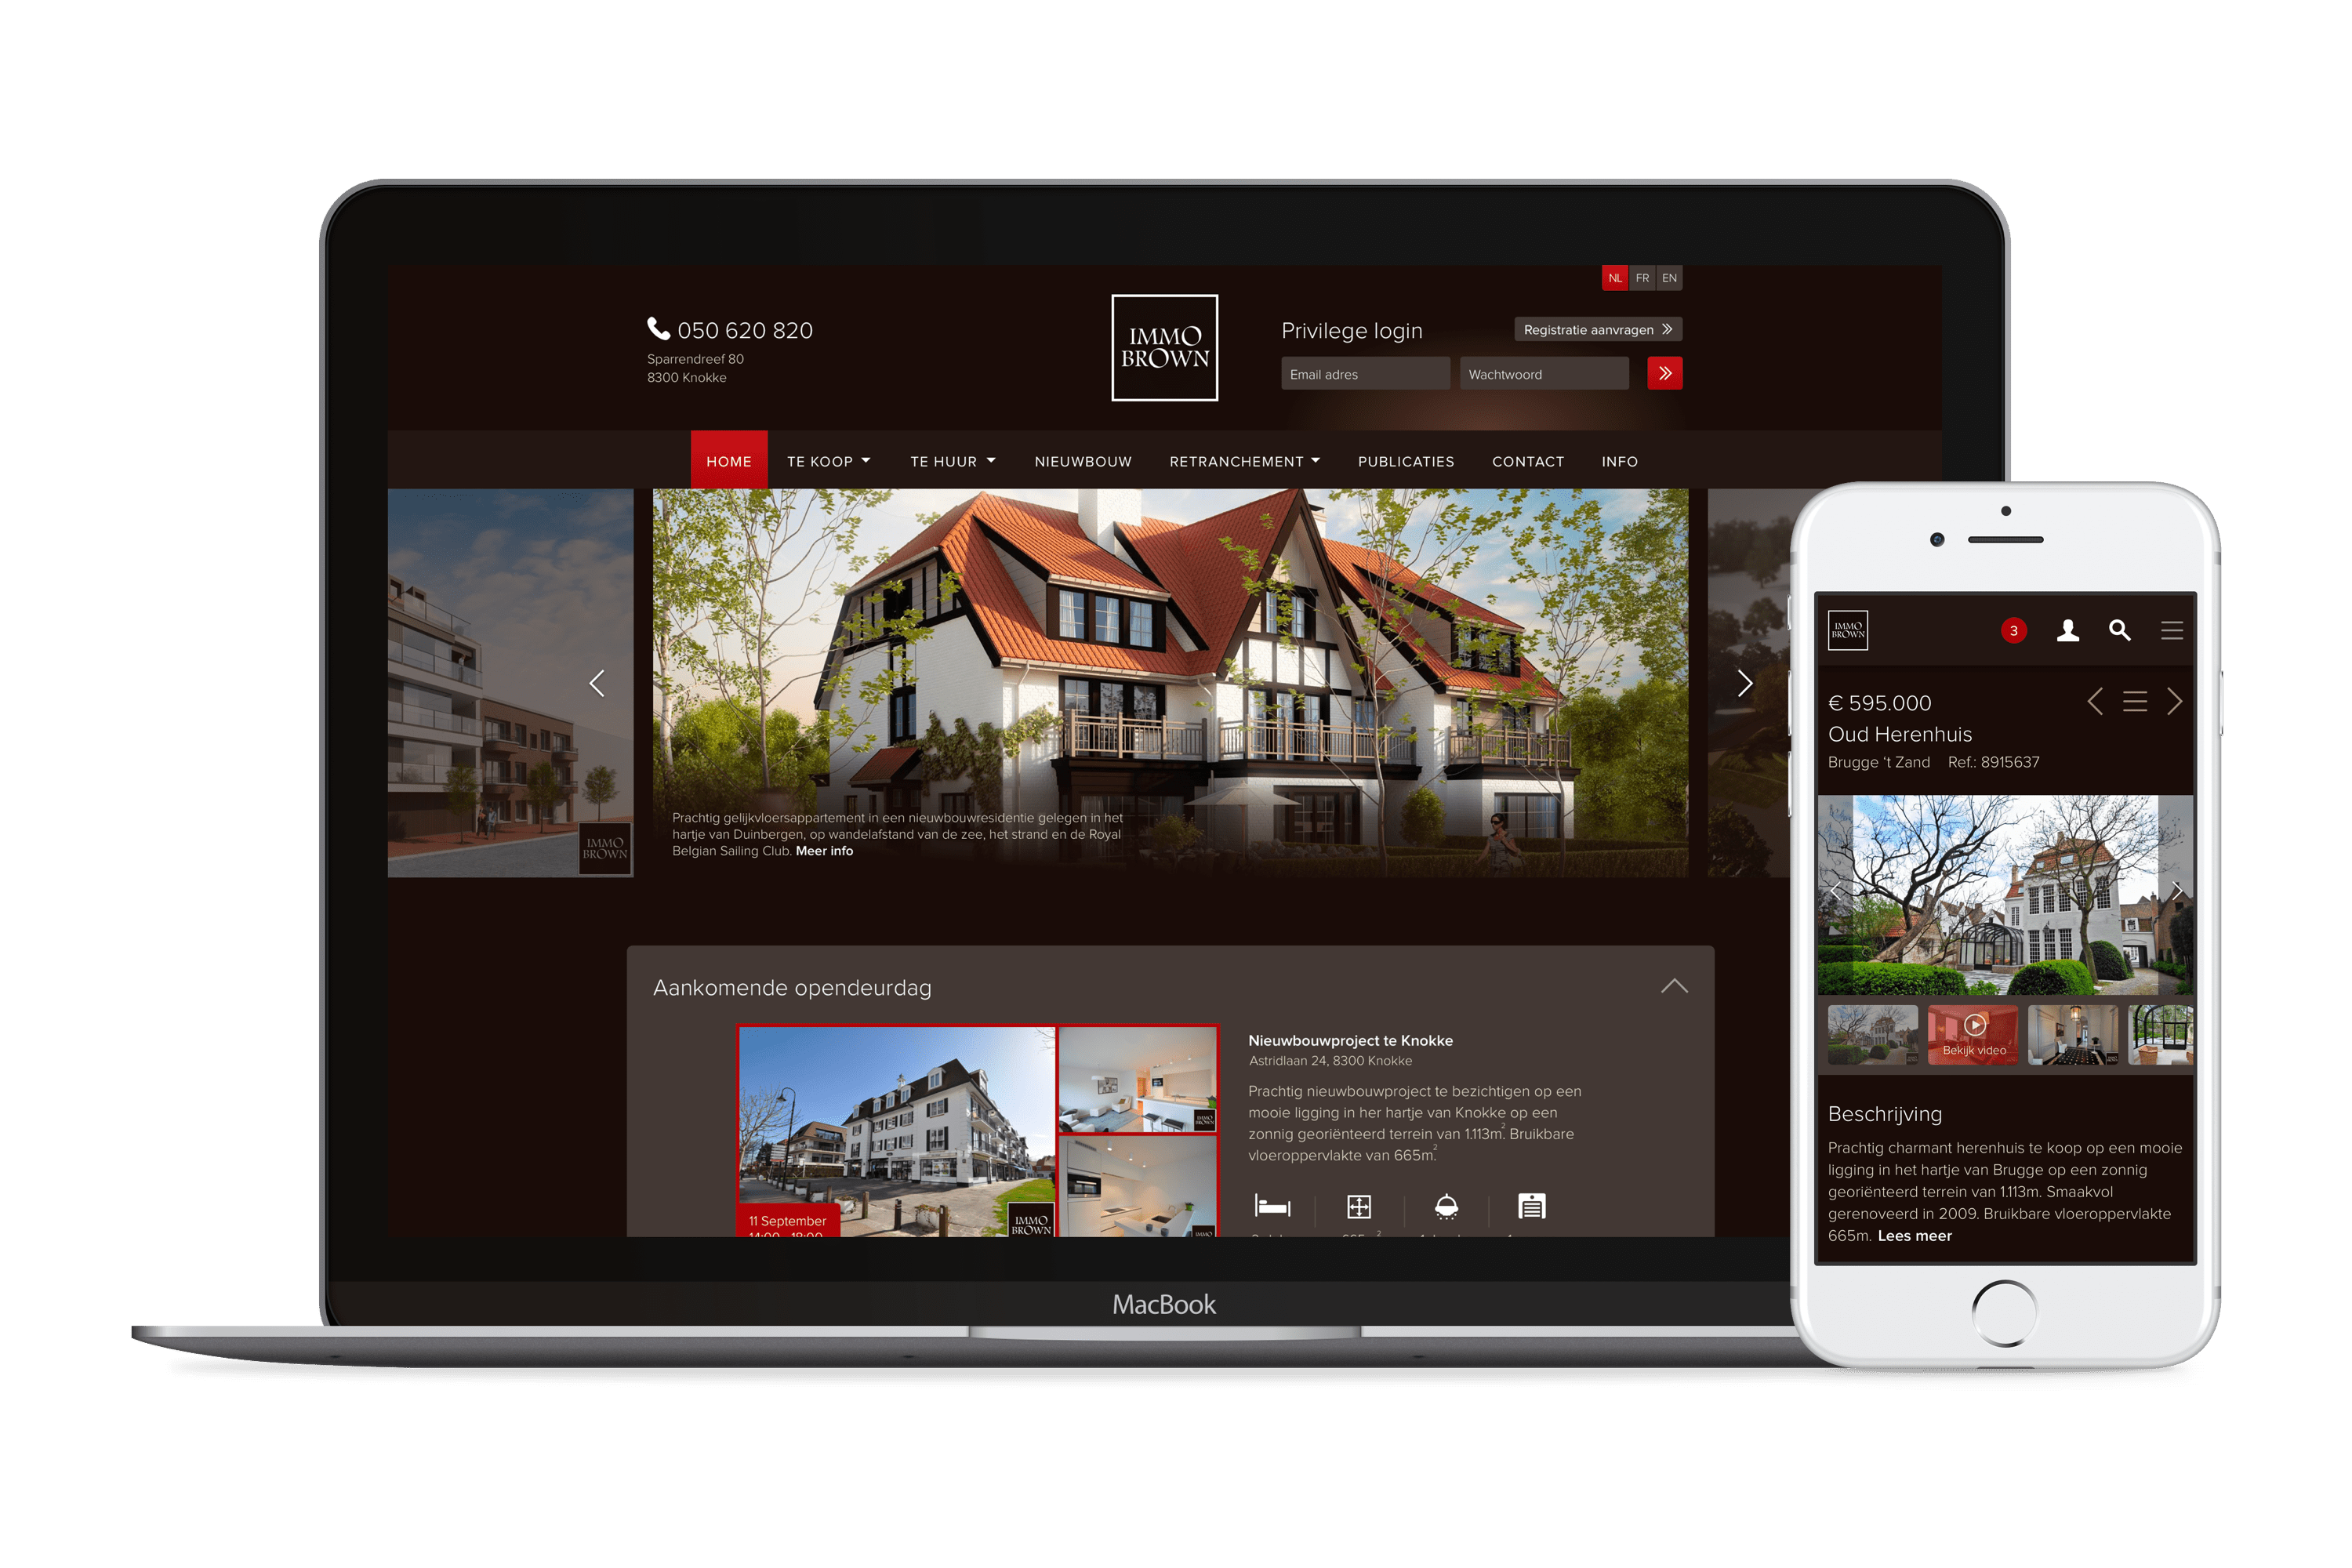 NL FR EN
050 620 820
Sparrendreef 80
8300 Knokke
IMMO
BROWN
Privilege login
Registratie aanvragen
Email adres
Wachtwoord
HOME
TE KOOP
TE HUUR
NIEUWBOUW
RETRANCHEMENT
PUBLICATIES
CONTACT
INFO
IMMO
BROWN
Prachtig gelijkvloersappartement in een nieuwbouwresidentie gelegen in het
hartje van Duinbergen, op wandelafstand van de zee, het strand en de Royal
Belgian Sailing Club. Meer info
Aankomende opendeurdag
11 September
IMMO
BROWN
Nieuwbouwproject te Knokke
Astridlaan 24, 8300 Knokke
Prachtig nieuwbouwproject te bezichtigen op een
mooie ligging in her hartje van Knokke op een
zonnig georiënteerd terrein van 1.113m². Bruikbare
vloeroppervlakte van 665m².
MacBook
IMMO
BROWN
3
€ 595.000
Oud Herenhuis
Brugge 't Zand Ref.: 8915637
Bekijk video
Beschrijving
Prachtig charmant herenhuis te koop op een mooie
ligging in het hartje van Brugge op een zonnig
georiënteerd terrein van 1.113m. Smaakvol
gerenoveerd in 2009. Bruikbare vloeroppervlakte
665m. Lees meer